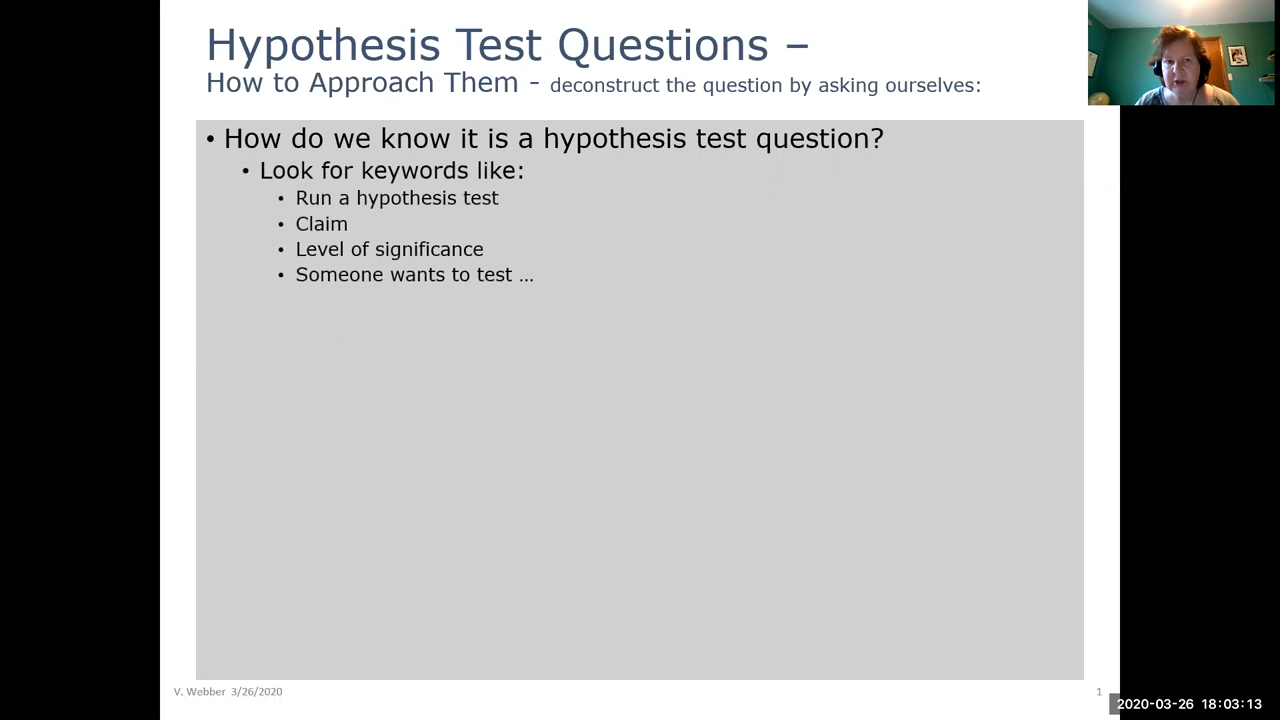 Hypothesis Test Questions –
How to Approach Them - deconstruct the question by asking ourselves:
• How do we know it is a hypothesis test question?
• Look for keywords like:
• Run a hypothesis test
• Claim
• Level of significance
• Someone wants to test …
V. Webber 3/26/2020
1
2020-03-26 18:03:13